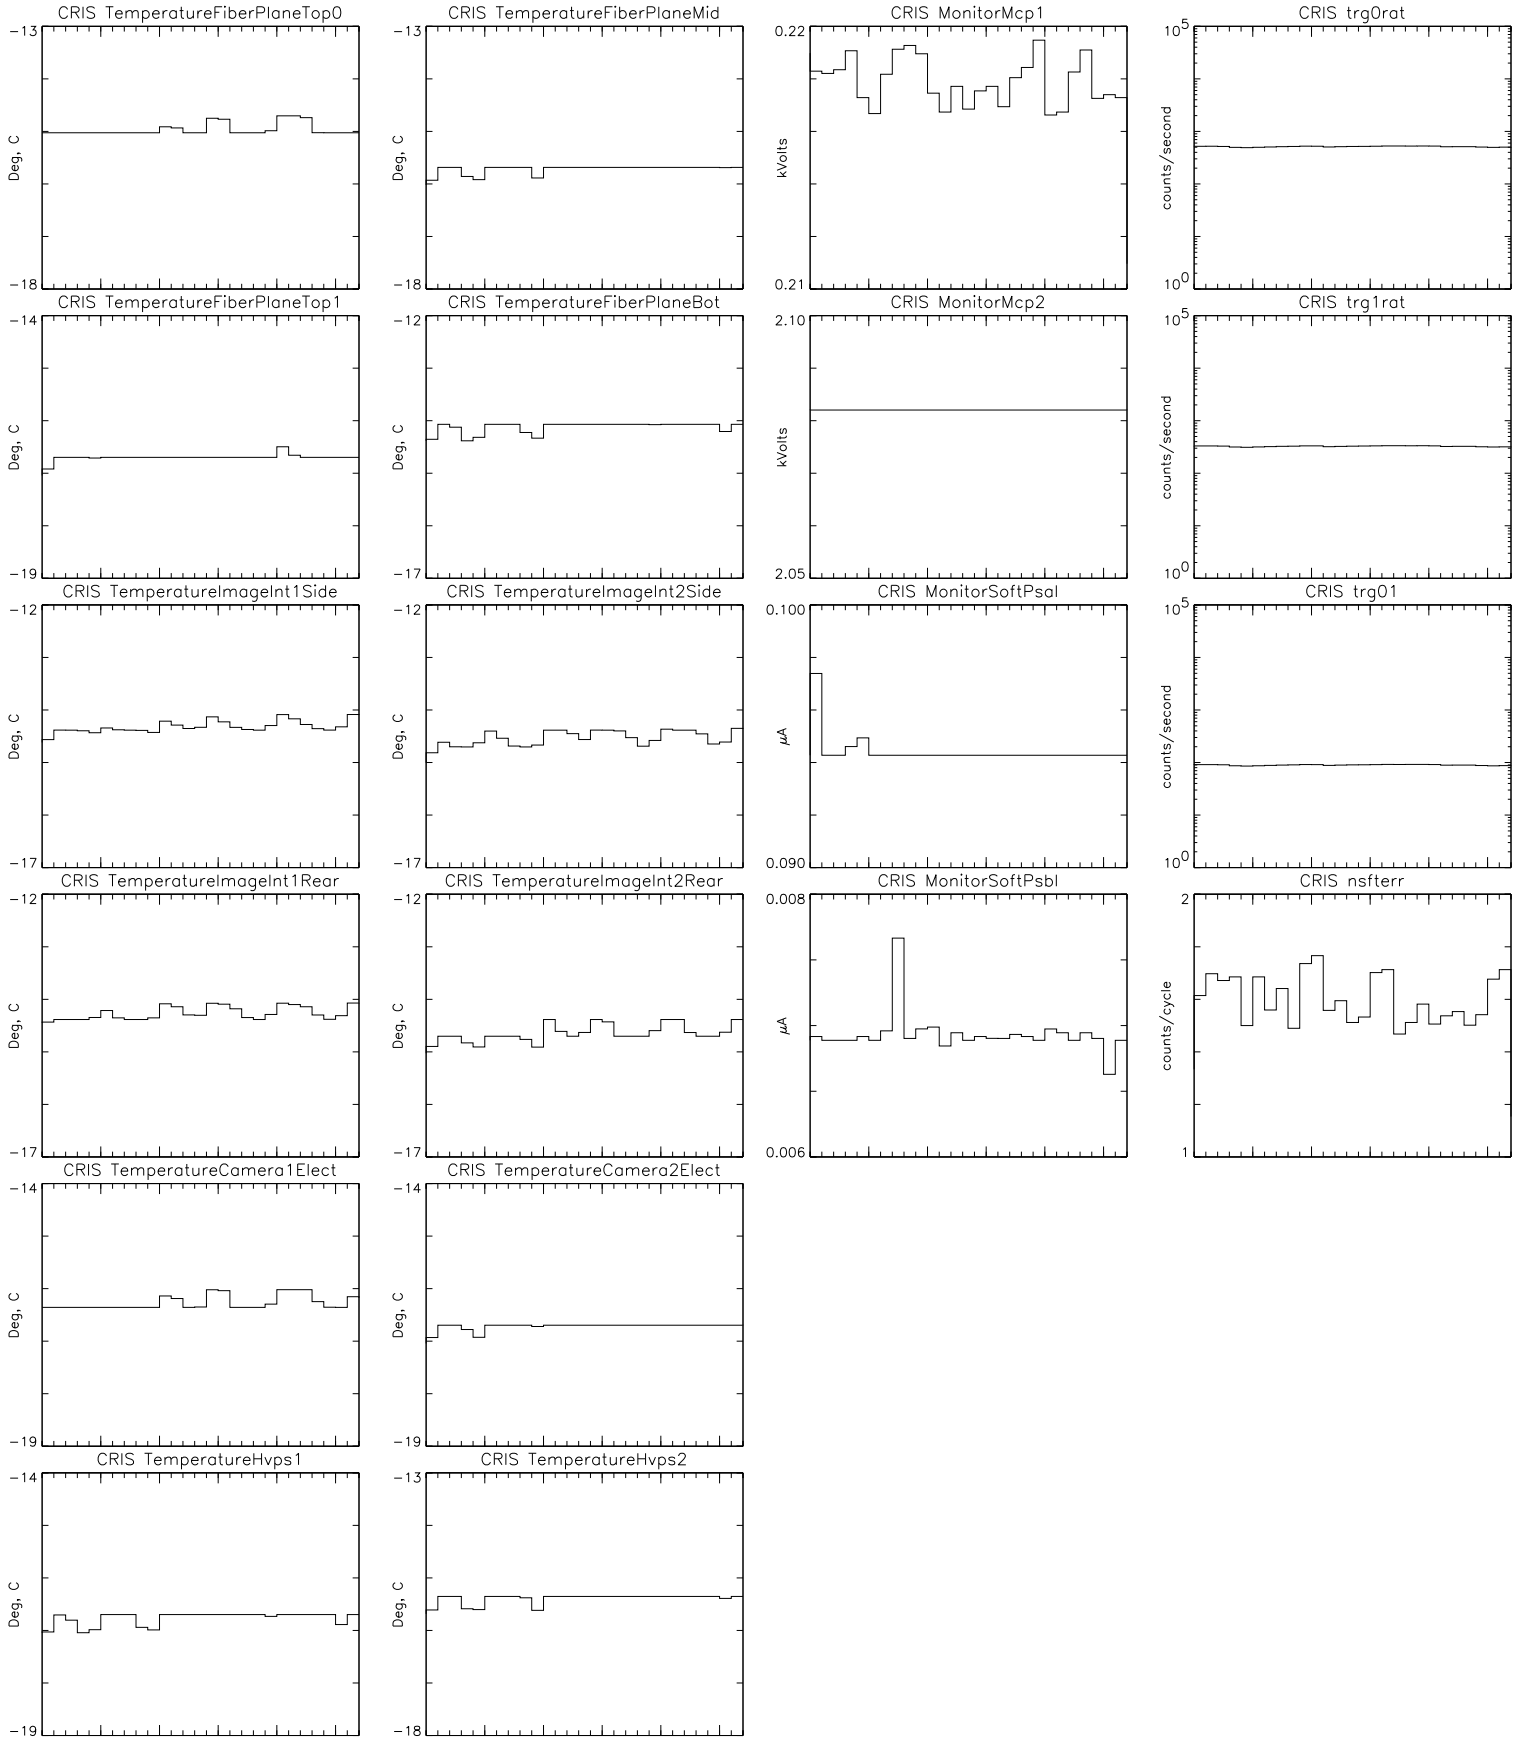 CRIS TemperatureFiberPlaneTop0
-13
Deg, C
-18
CRIS TemperatureFiberPlaneMid
-13
Deg, C
-18
CRIS MonitorMcp1
0.22
kVolts
0.21
CRIS trg0rat
10^5
counts/second
10^0
CRIS TemperatureFiberPlaneTop1
-14
Deg, C
-19
CRIS TemperatureFiberPlaneBot
-12
Deg, C
-17
CRIS MonitorMcp2
2.10
kVolts
2.05
CRIS trg1rat
10^5
counts/second
10^0
CRIS TemperatureImageInt1Side
-12
Deg, C
-17
CRIS TemperatureImageInt2Side
-12
Deg, C
-17
CRIS MonitorSoftPsaI
0.100
μA
0.090
CRIS trg01
10^5
counts/second
10^0
CRIS TemperatureImageInt1Rear
-12
Deg, C
-17
CRIS TemperatureImageInt2Rear
-12
Deg, C
-17
CRIS MonitorSoftPsbI
0.008
μA
0.006
CRIS nsfterr
2
counts/cycle
1
CRIS TemperatureCamera1Elect
-14
Deg, C
-19
CRIS TemperatureCamera2Elect
-14
Deg, C
-19
CRIS TemperatureHvps1
-14
Deg, C
-19
CRIS TemperatureHvps2
-13
Deg, C
-18